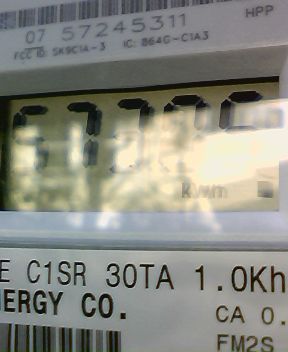 HPP
07 57245311
FCC ID: SK9C1A-3 IC: 864G-C1A3
kWH
E C1SR 30TA 1.0Kh
ERGY CO.
CA 0.
FM2S